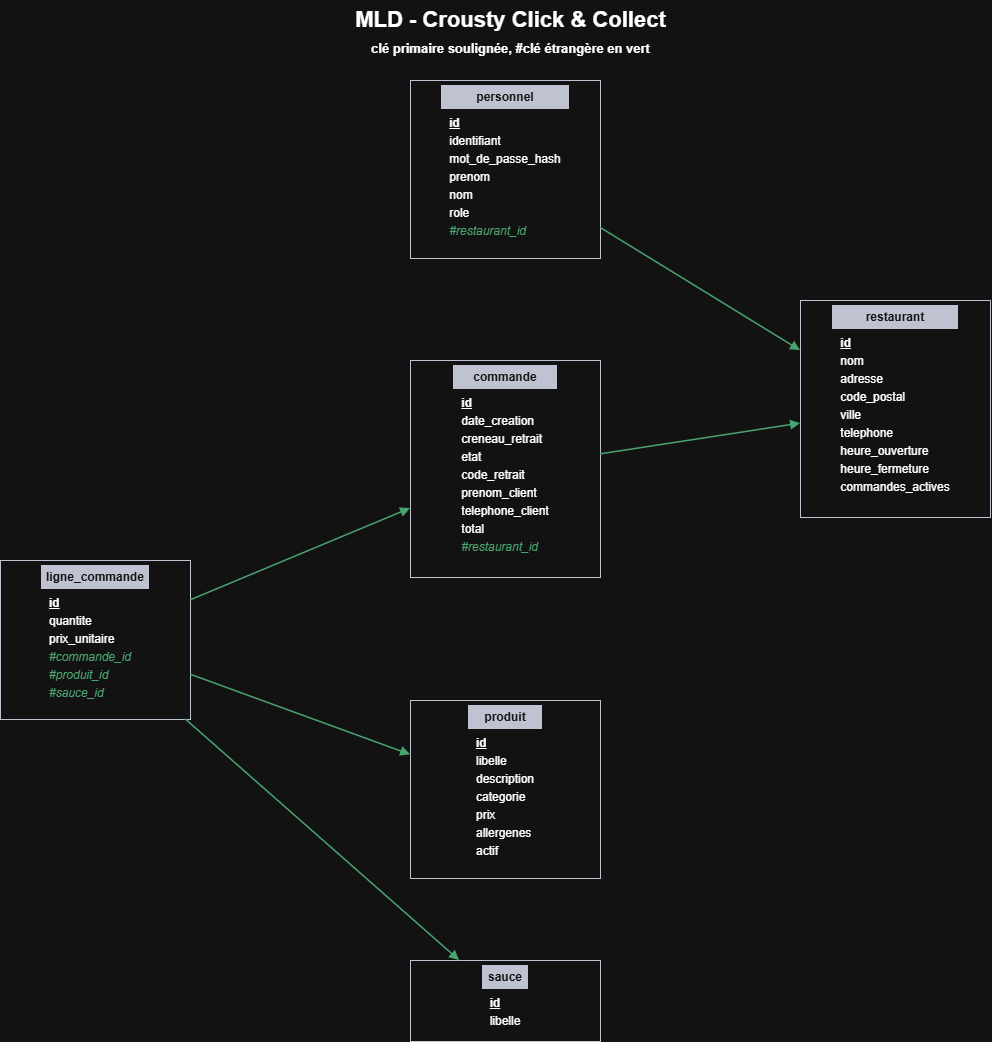 MLD - Crousty Click & Collect
clé primaire soulignée, #clé étrangère en vert
personnel
id
identifiant
mot_de_passe_hash
prenom
nom
role
#restaurant_id
restaurant
id
nom
adresse
code_postal
ville
telephone
heure_ouverture
heure_fermeture
commandes_actives
commande
id
date_creation
creneau_retrait
etat
code_retrait
prenom_client
telephone_client
total
#restaurant_id
ligne_commande
id
quantite
prix_unitaire
#commande_id
#produit_id
#sauce_id
produit
id
libelle
description
categorie
prix
allergenes
actif
sauce
id
libelle